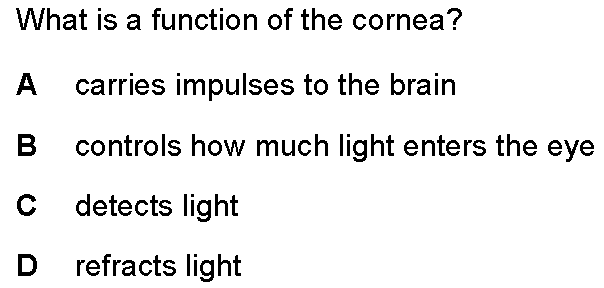 What is a function of the cornea?
A carries impulses to the brain
B controls how much light enters the eye
C detects light
D refracts light